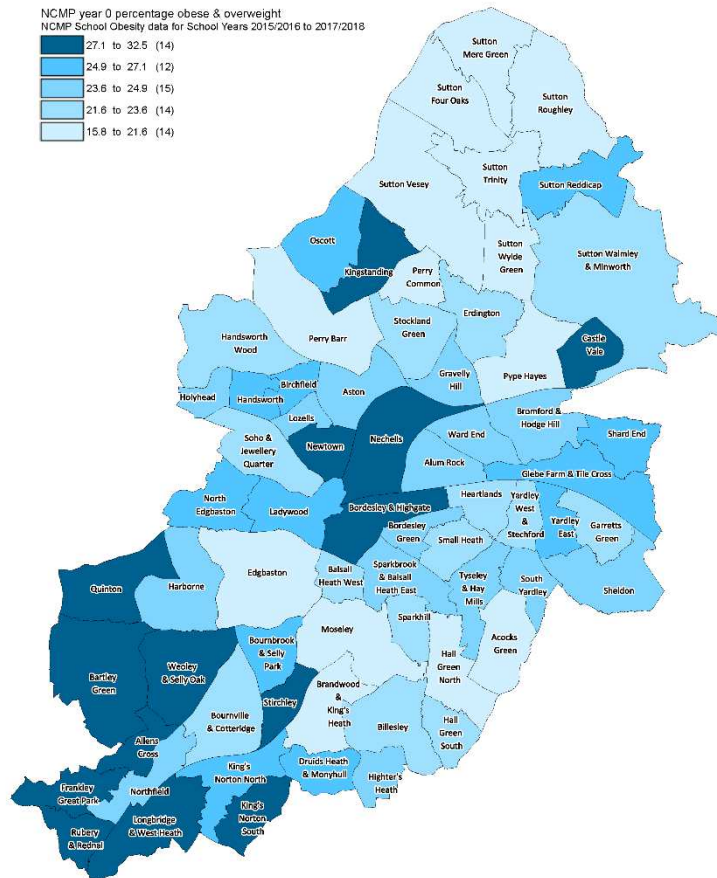 NCMP year 0 percentage obese & overweight
NCMP School Obesity data for School Years 2015/2016 to 2017/2018
27.1 to 32.5 (14)
24.9 to 27.1 (12)
23.6 to 24.9 (15)
21.6 to 23.6 (14)
15.8 to 21.6 (14)
Sutton
Mere Green
Sutton
Four Oaks
Sutton
Roughley
Sutton
Trinity
Sutton Vesey
Sutton Reddicap
Oscott
Kingstanding
Sutton
Wylde
Green
Sutton Walmley
& Minworth
Perry
Common
Erdington
Stockland
Green
Handsworth
Wood
Perry Barr
Castle
Vale
Pype Hayes
Gravelly
Hill
Birchfield
Holyhead
Handsworth
Aston
Lozells
Bromford &
Hodge Hill
Shard End
Newtown
Nechells
Ward End
Soho &
Jewellery
Quarter
Alum Rock
Glebe Farm & Tile Cross
North
Edgbaston
Ladywood
Bordesley & Highgate
Heartlands
Yardley
West
& Stechford
Bordesley
Green
Small Heath
Yardley
East
Garretts
Green
Quinton
Harborne
Edgbaston
Balsall
Heath West
Sparkbrook
& Balsall
Heath East
Tyseley
& Hay
Mills
South
Yardley
Sheldon
Sparkhill
Moseley
Bournbrook
& Selly
Park
Acocks
Green
Hall
Green
North
Bartley
Green
Weoley
& Selly Oak
Stirchley
Brandwood
&
King's
Heath
Bournville
& Cotteridge
Billesley
Hall
Green
South
Allens
Cross
King's
Norton North
Druids Heath
& Monyhull
Highter's
Heath
Frankley
Great Park
Northfield
King's
Norton
South
Longbridge
& West Heath
Rubery
& Rednal